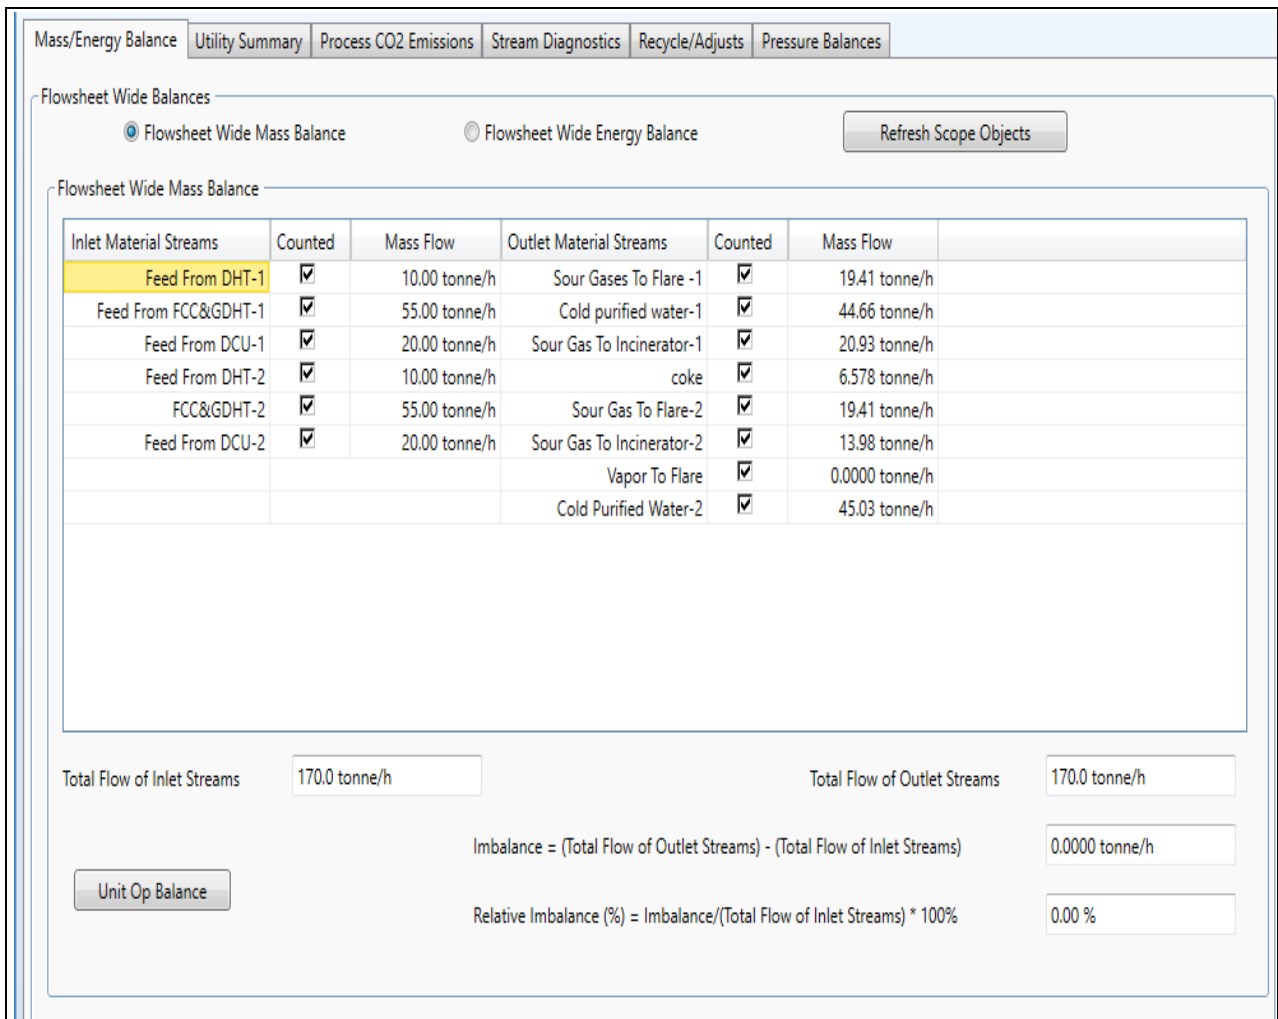 Mass/Energy Balance Utility Summary Process CO2 Emissions Stream Diagnostics Recycle/Adjusts Pressure Balances
Flowsheet Wide Balances
Flowsheet Wide Mass Balance Flowsheet Wide Energy Balance Refresh Scope Objects
Flowsheet Wide Mass Balance
Inlet Material Streams Counted Mass Flow Outlet Material Streams Counted Mass Flow
Feed From DHT-1 10.00 tonne/h Sour Gases To Flare -1 19.41 tonne/h
Feed From FCC&GDHT-1 55.00 tonne/h Cold purified water-1 44.66 tonne/h
Feed From DCU-1 20.00 tonne/h Sour Gas To Incinerator-1 20.93 tonne/h
Feed From DHT-2 10.00 tonne/h coke 6.578 tonne/h
FCC&GDHT-2 55.00 tonne/h Sour Gas To Flare-2 19.41 tonne/h
Feed From DCU-2 20.00 tonne/h Sour Gas To Incinerator-2 13.98 tonne/h
Vapor To Flare 0.0000 tonne/h
Cold Purified Water-2 45.03 tonne/h
Total Flow of Inlet Streams 170.0 tonne/h Total Flow of Outlet Streams 170.0 tonne/h
Imbalance = (Total Flow of Outlet Streams) - (Total Flow of Inlet Streams) 0.0000 tonne/h
Unit Op Balance
Relative Imbalance (%) = Imbalance/(Total Flow of Inlet Streams) * 100% 0.00 %